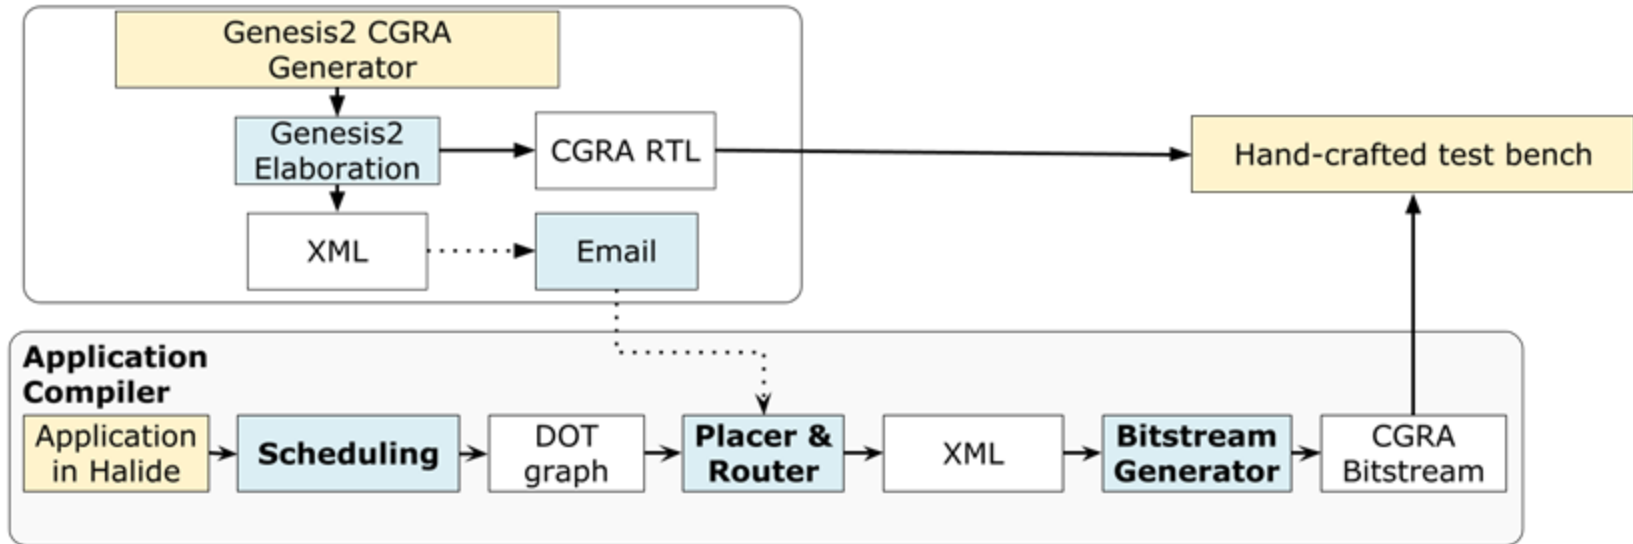 Genesis2 CGRA
Generator
Genesis2
Elaboration
CGRA RTL
Hand-crafted test bench
XML
Email
Application
Compiler
Application
in Halide
Scheduling
DOT
graph
Placer &
Router
XML
Bitstream
Generator
CGRA
Bitstream